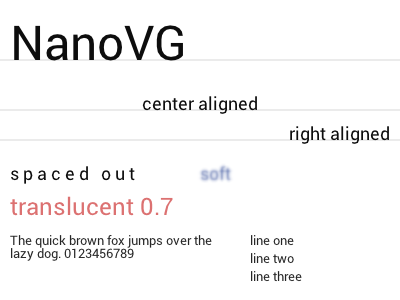 NanoVG
center aligned
right aligned
spaced out
soft
translucent 0.7
The quick brown fox jumps over the
lazy dog. 0123456789
line one
line two
line three